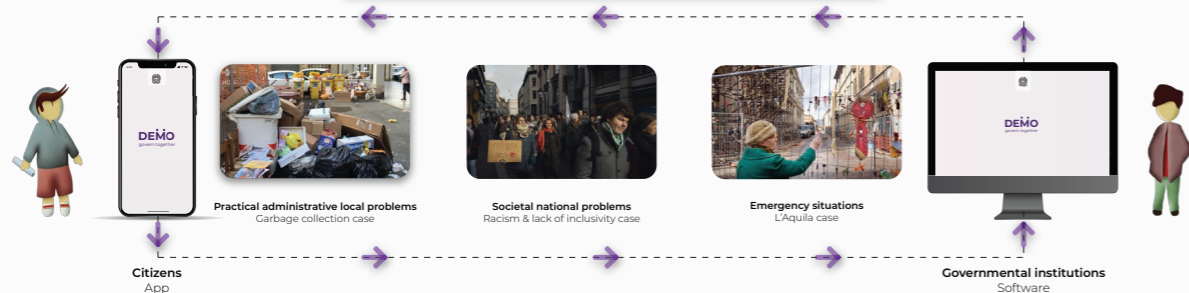 DEMO
govern together
DEMO
govern together
Practical administrative local problems
Garbage collection case
Societal national problems
Racism & lack of inclusivity case
Emergency situations
L'Aquila case
Citizens
App
Governmental institutions
Software